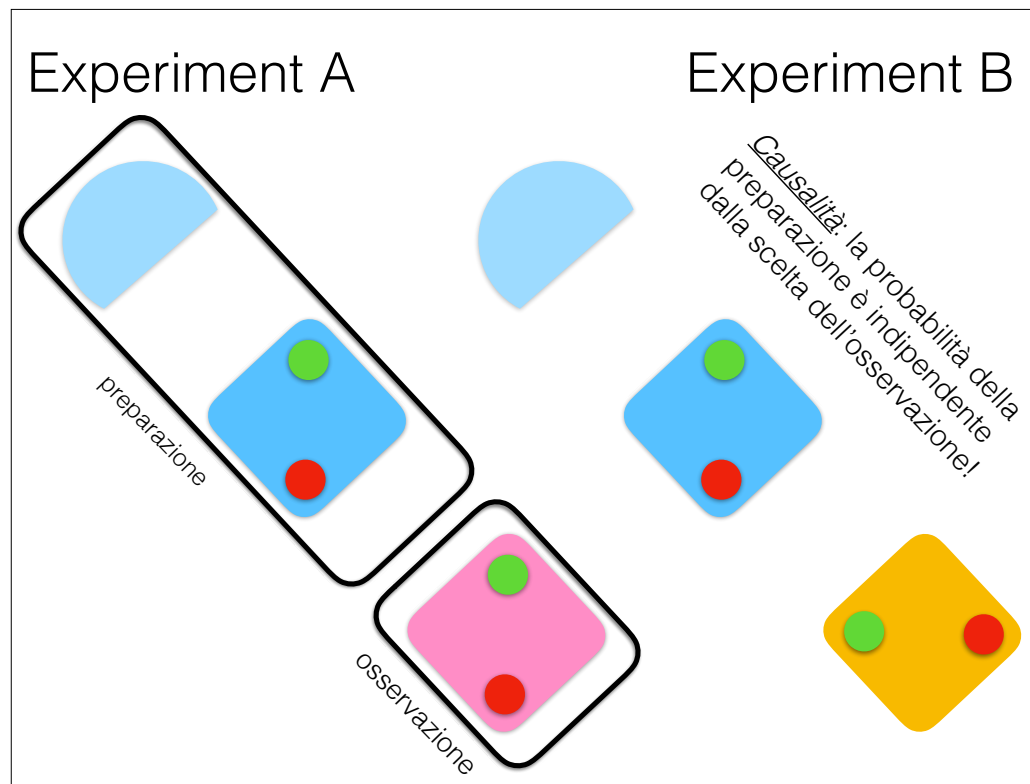 Experiment A
Experiment B
Causalità: la probabilità della
preparazione è indipendente
dalla scelta dell'osservazione!
preparazione
osservazione